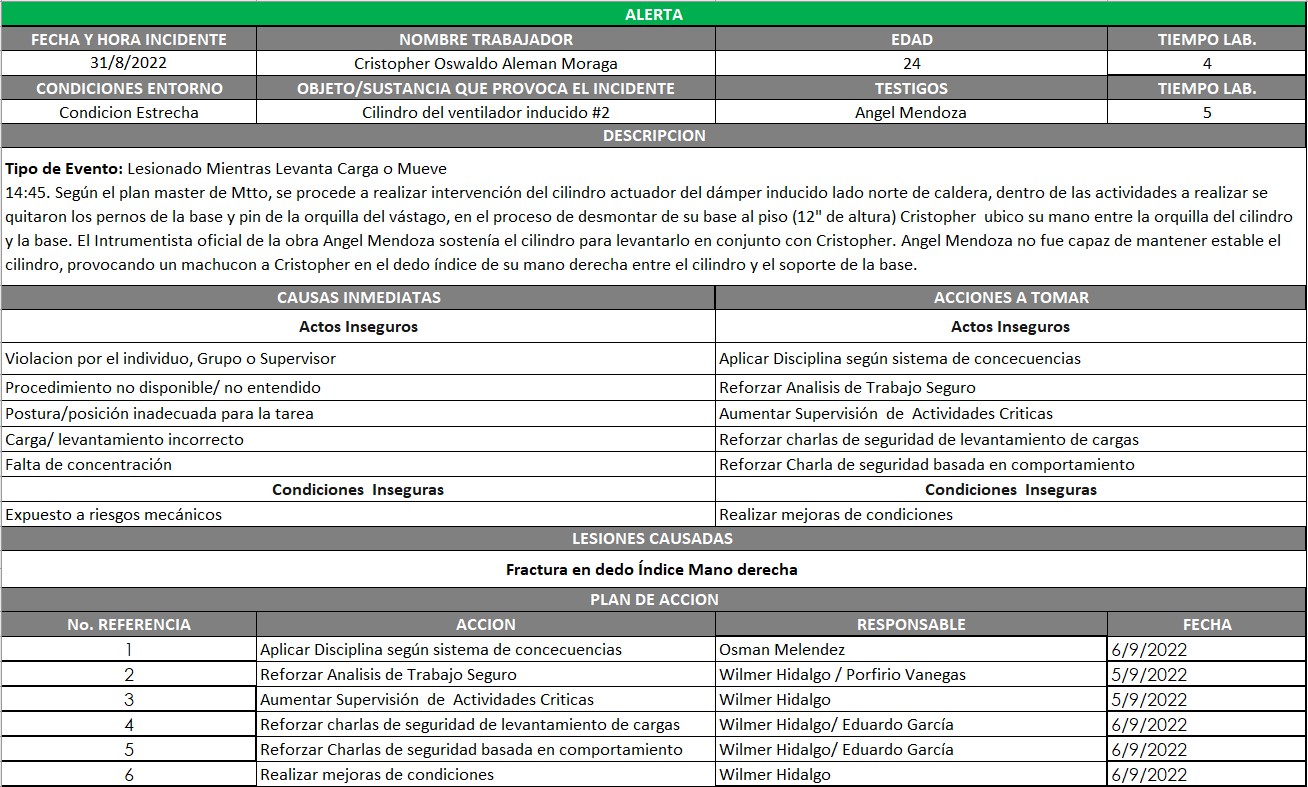 ALERTA
FECHA Y HORA INCIDENTE NOMBRE TRABAJADOR EDAD TIEMPO LAB.
31/8/2022 Cristopher Oswaldo Aleman Moraga 24 4
CONDICIONES ENTORNO OBJETO/SUSTANCIA QUE PROVOCA EL INCIDENTE TESTIGOS TIEMPO LAB.
Condicion Estrecha Cilindro del ventilador inducido #2 Angel Mendoza 5
DESCRIPCION
Tipo de Evento: Lesionado Mientras Levanta Carga o Mueve
14:45. Según el plan master de Mtto, se procede a realizar intervención del cilindro actuador del dámper inducido lado norte de caldera, dentro de las actividades a realizar se
quitaron los pernos de la base y pin de la orquilla del vástago, en el proceso de desmontar de su base al piso (12" de altura) Cristopher ubico su mano entre la orquilla del cilindro
y la base. El Intrumentista oficial de la obra Angel Mendoza sostenía el cilindro para levantarlo en conjunto con Cristopher. Angel Mendoza no fue capaz de mantener estable el
cilindro, provocando un machucon a Cristopher en el dedo índice de su mano derecha entre el cilindro y el soporte de la base.
CAUSAS INMEDIATAS ACCIONES A TOMAR
Actos Inseguros Actos Inseguros
Violacion por el individuo, Grupo o Supervisor Aplicar Disciplina según sistema de concecuencias
Procedimiento no disponible/ no entendido Reforzar Analisis de Trabajo Seguro
Postura/posición inadecuada para la tarea Aumentar Supervisión de Actividades Criticas
Carga/ levantamiento incorrecto Reforzar charlas de seguridad de levantamiento de cargas
Falta de concentración Reforzar Charla de seguridad basada en comportamiento
Condiciones Inseguras Condiciones Inseguras
Expuesto a riesgos mecánicos Realizar mejoras de condiciones
LESIONES CAUSADAS
Fractura en dedo Índice Mano derecha
PLAN DE ACCION
No. REFERENCIA ACCION RESPONSABLE FECHA
1 Aplicar Disciplina según sistema de concecuencias Osman Melendez 6/9/2022
2 Reforzar Analisis de Trabajo Seguro Wilmer Hidalgo / Porfirio Vanegas 5/9/2022
3 Aumentar Supervisión de Actividades Criticas Wilmer Hidalgo 5/9/2022
4 Reforzar charlas de seguridad de levantamiento de cargas Wilmer Hidalgo/ Eduardo García 6/9/2022
5 Reforzar Charlas de seguridad basada en comportamiento Wilmer Hidalgo/ Eduardo García 6/9/2022
6 Realizar mejoras de condiciones Wilmer Hidalgo 6/9/2022